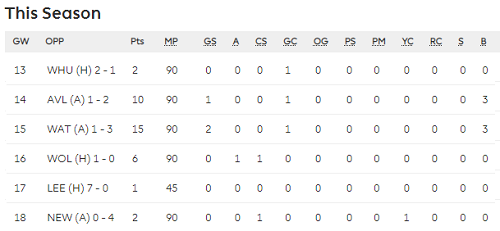 This Season
GW OPP Pts MP GS A CS GC OG PS PM YC RC S B
13 WHU (H) 2 - 1 2 90 0 0 0 1 0 0 0 0 0 0 0
14 AVL (A) 1 - 2 10 90 1 0 0 1 0 0 0 0 0 0 3
15 WAT (A) 1 - 3 15 90 2 0 0 1 0 0 0 0 0 0 3
16 WOL (H) 1 - 0 6 90 0 1 1 0 0 0 0 0 0 0 0
17 LEE (H) 7 - 0 1 45 0 0 0 0 0 0 0 0 0 0 0
18 NEW (A) 0 - 4 2 90 0 0 1 0 0 0 0 1 0 0 0